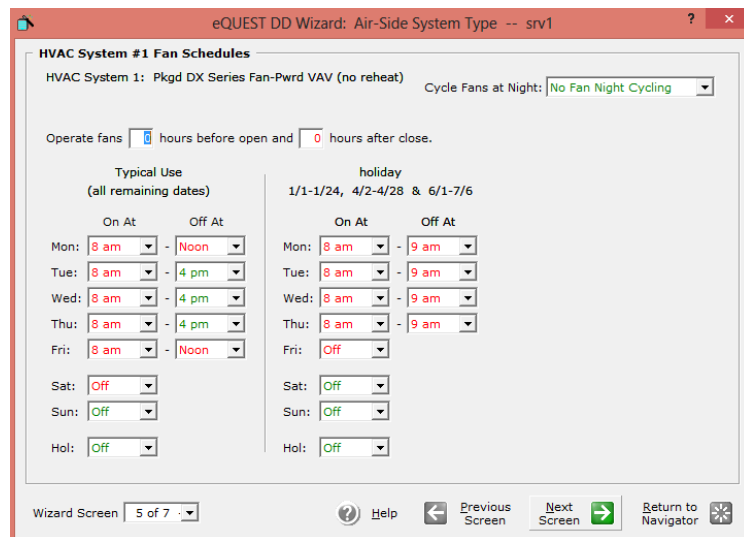 eQUEST DD Wizard: Air-Side System Type -- srv1 ? ×
HVAC System #1 Fan Schedules
HVAC System 1: Pkgd DX Series Fan-Pwrd VAV (no reheat)
Cycle Fans at Night: No Fan Night Cycling
Operate fans 0 hours before open and 0 hours after close.
Typical Use
(all remaining dates)
On At Off At
Mon: 8 am - Noon
Tue: 8 am - 4 pm
Wed: 8 am - 4 pm
Thu: 8 am - 4 pm
Fri: 8 am - Noon
Sat: Off
Sun: Off
Hol: Off
holiday
1/1-1/24, 4/2-4/28 & 6/1-7/6
On At Off At
Mon: 8 am - 9 am
Tue: 8 am - 9 am
Wed: 8 am - 9 am
Thu: 8 am - 9 am
Fri: Off
Sat: Off
Sun: Off
Hol: Off
Wizard Screen 5 of 7
Help
Previous
Screen
Next
Screen
Return to
Navigator